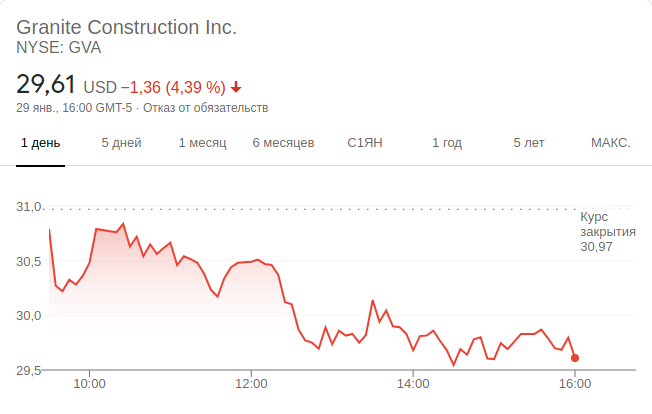 Granite Construction Inc.
NYSE: GVA
29,61 USD −1,36 (4,39 %)
29 янв., 16:00 GMT-5 · Отказ от обязательств
1 день 5 дней 1 месяц 6 месяцев С1ЯН 1 год 5 лет МАКС.
31,0
Курс
закрытия
30,97
30,5
30,0
29,5
10:00 12:00 14:00 16:00